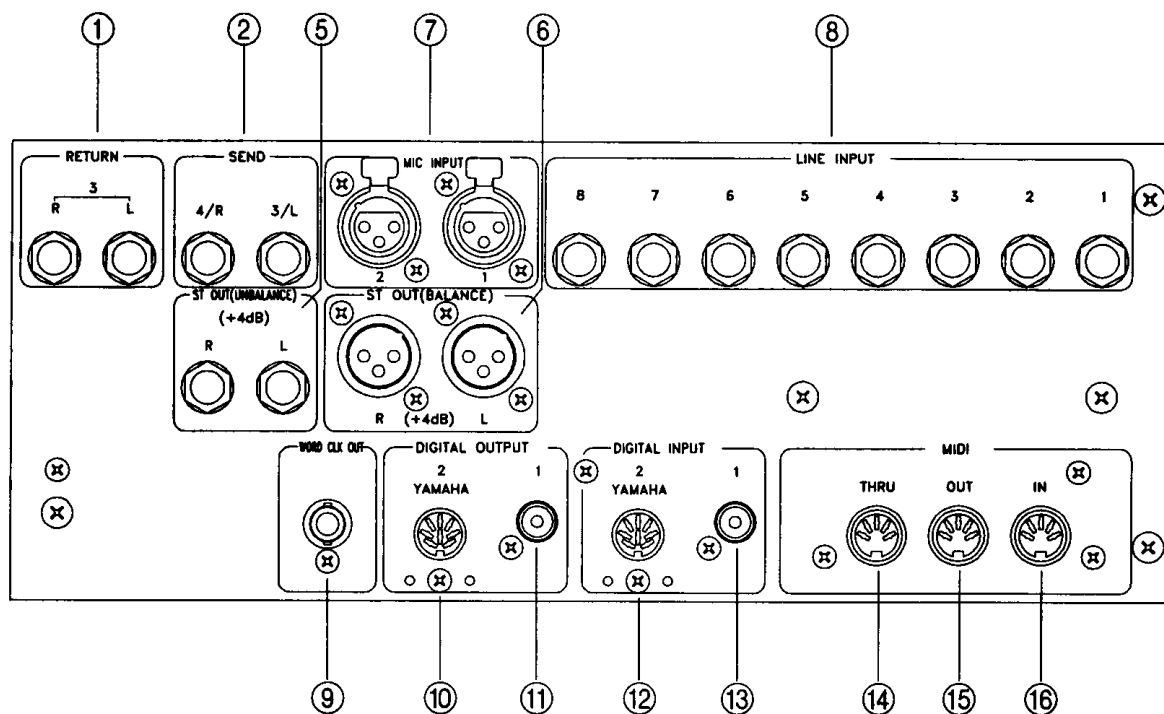 ① ② ⑤ ⑦ ⑥ ⑧
RETURN
3
R L
SEND
4/R 3/L
MIC INPUT
2 1
LINE INPUT
8 7 6 5 4 3 2 1
ST OUT(UNBALANCE)
(+4dB)
R L
ST OUT(BALANCE)
R (+4dB) L
WORD CLK OUT
DIGITAL OUTPUT
2 1
YAMAHA
DIGITAL INPUT
2 1
YAMAHA
MIDI
THRU OUT IN
⑨ ⑩ ⑪ ⑫ ⑬ ⑭ ⑮ ⑯